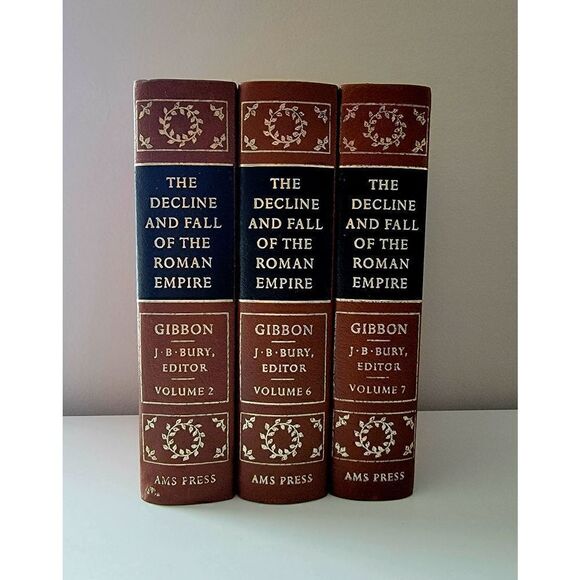 THE
DECLINE
AND FALL
OF THE
ROMAN
EMPIRE
GIBBON
J·B·BURY,
EDITOR
VOLUME 2
AMS PRESS
THE
DECLINE
AND FALL
OF THE
ROMAN
EMPIRE
GIBBON
J·B·BURY,
EDITOR
VOLUME 6
AMS PRESS
THE
DECLINE
AND FALL
OF THE
ROMAN
EMPIRE
GIBBON
J·B·BURY,
EDITOR
VOLUME 7
AMS PRESS